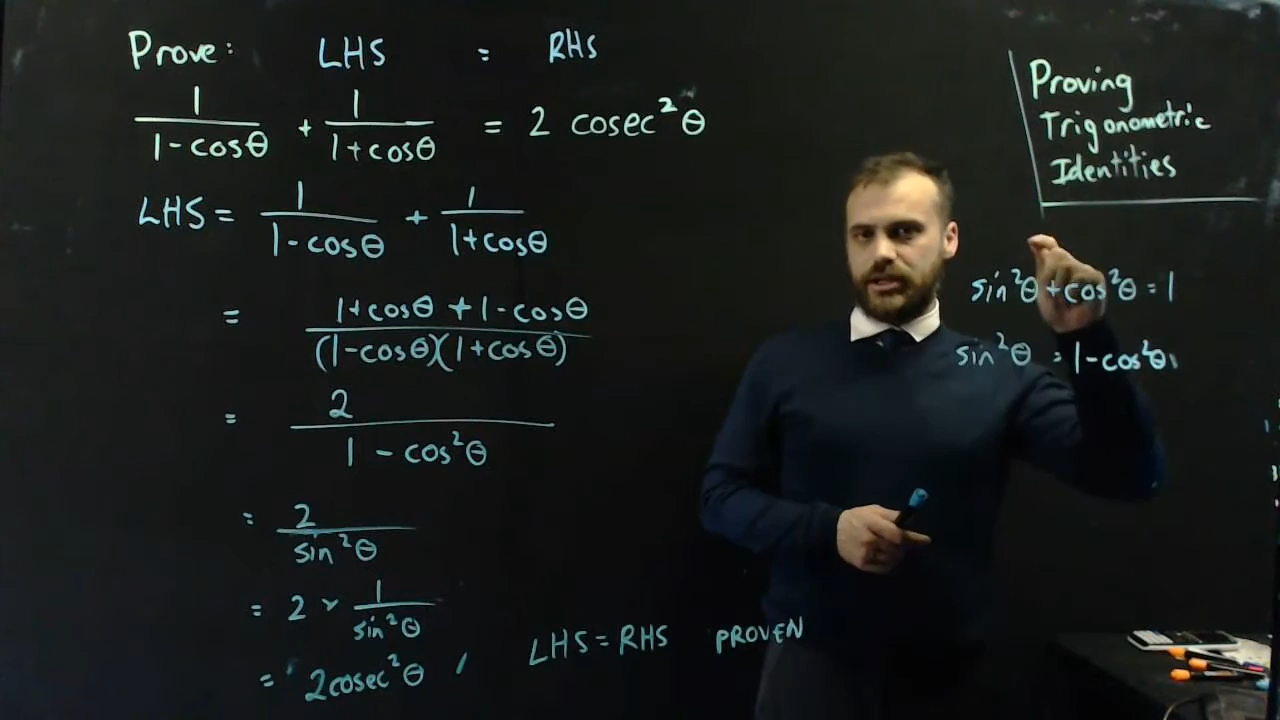 Prove: LHS = RHS
1/(1-cosθ) + 1/(1+cosθ) = 2 cosec²θ
LHS = 1/(1-cosθ) + 1/(1+cosθ)
= (1+cosθ + 1-cosθ)/((1-cosθ)(1+cosθ))
= 2/(1 - cos²θ)
= 2/sin²θ
= 2 × 1/sin²θ
= 2cosec²θ
LHS = RHS PROVEN
Proving
Trigonometric
Identities
sin²θ + cos²θ = 1
sin²θ = 1-cos²θ